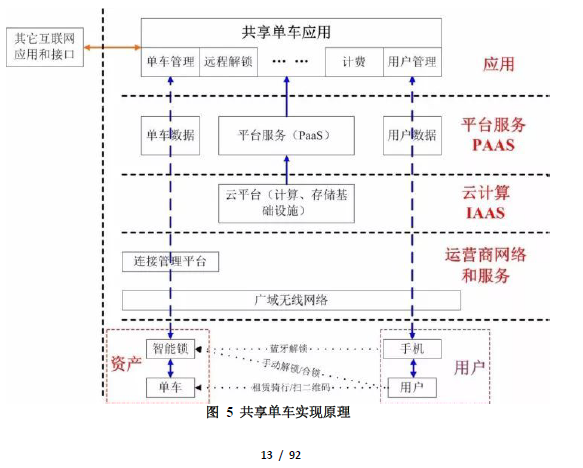 其它互联网
应用和接口
共享单车应用
单车管理
远程解锁
… …
计费
用户管理
应用
单车数据
平台服务（PaaS）
用户数据
平台服务
PAAS
云平台（计算、存储基
础设施）
云计算
IAAS
连接管理平台
运营商网络
和服务
广域无线网络
资产
智能锁
蓝牙解锁
手机
手动解锁/合锁
用户
单车
租赁骑行/扫二维码
用户
图 5 共享单车实现原理
13 / 92